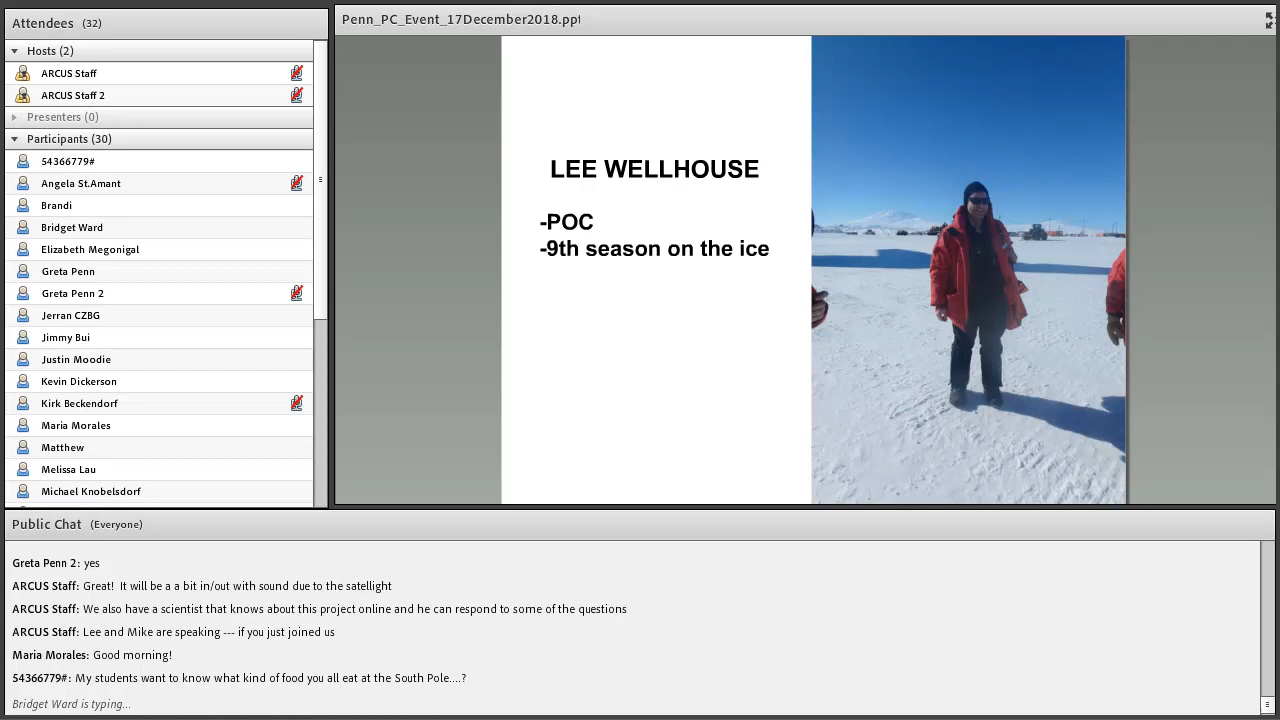 Attendees (32)
Hosts (2)
ARCUS Staff
ARCUS Staff 2
Presenters (0)
Participants (30)
54366779#
Angela St.Amant
Brandi
Bridget Ward
Elizabeth Megonigal
Greta Penn
Greta Penn 2
Jerran CZBG
Jimmy Bui
Justin Moodie
Kevin Dickerson
Kirk Beckendorf
Maria Morales
Matthew
Melissa Lau
Michael Knobelsdorf
Penn_PC_Event_17December2018.ppt
LEE WELLHOUSE
-POC
-9th season on the ice
Public Chat (Everyone)
Greta Penn 2: yes
ARCUS Staff: Great! It will be a a bit in/out with sound due to the satellight
ARCUS Staff: We also have a scientist that knows about this project online and he can respond to some of the questions
ARCUS Staff: Lee and Mike are speaking --- if you just joined us
Maria Morales: Good morning!
54366779#: My students want to know what kind of food you all eat at the South Pole....?
Bridget Ward is typing...